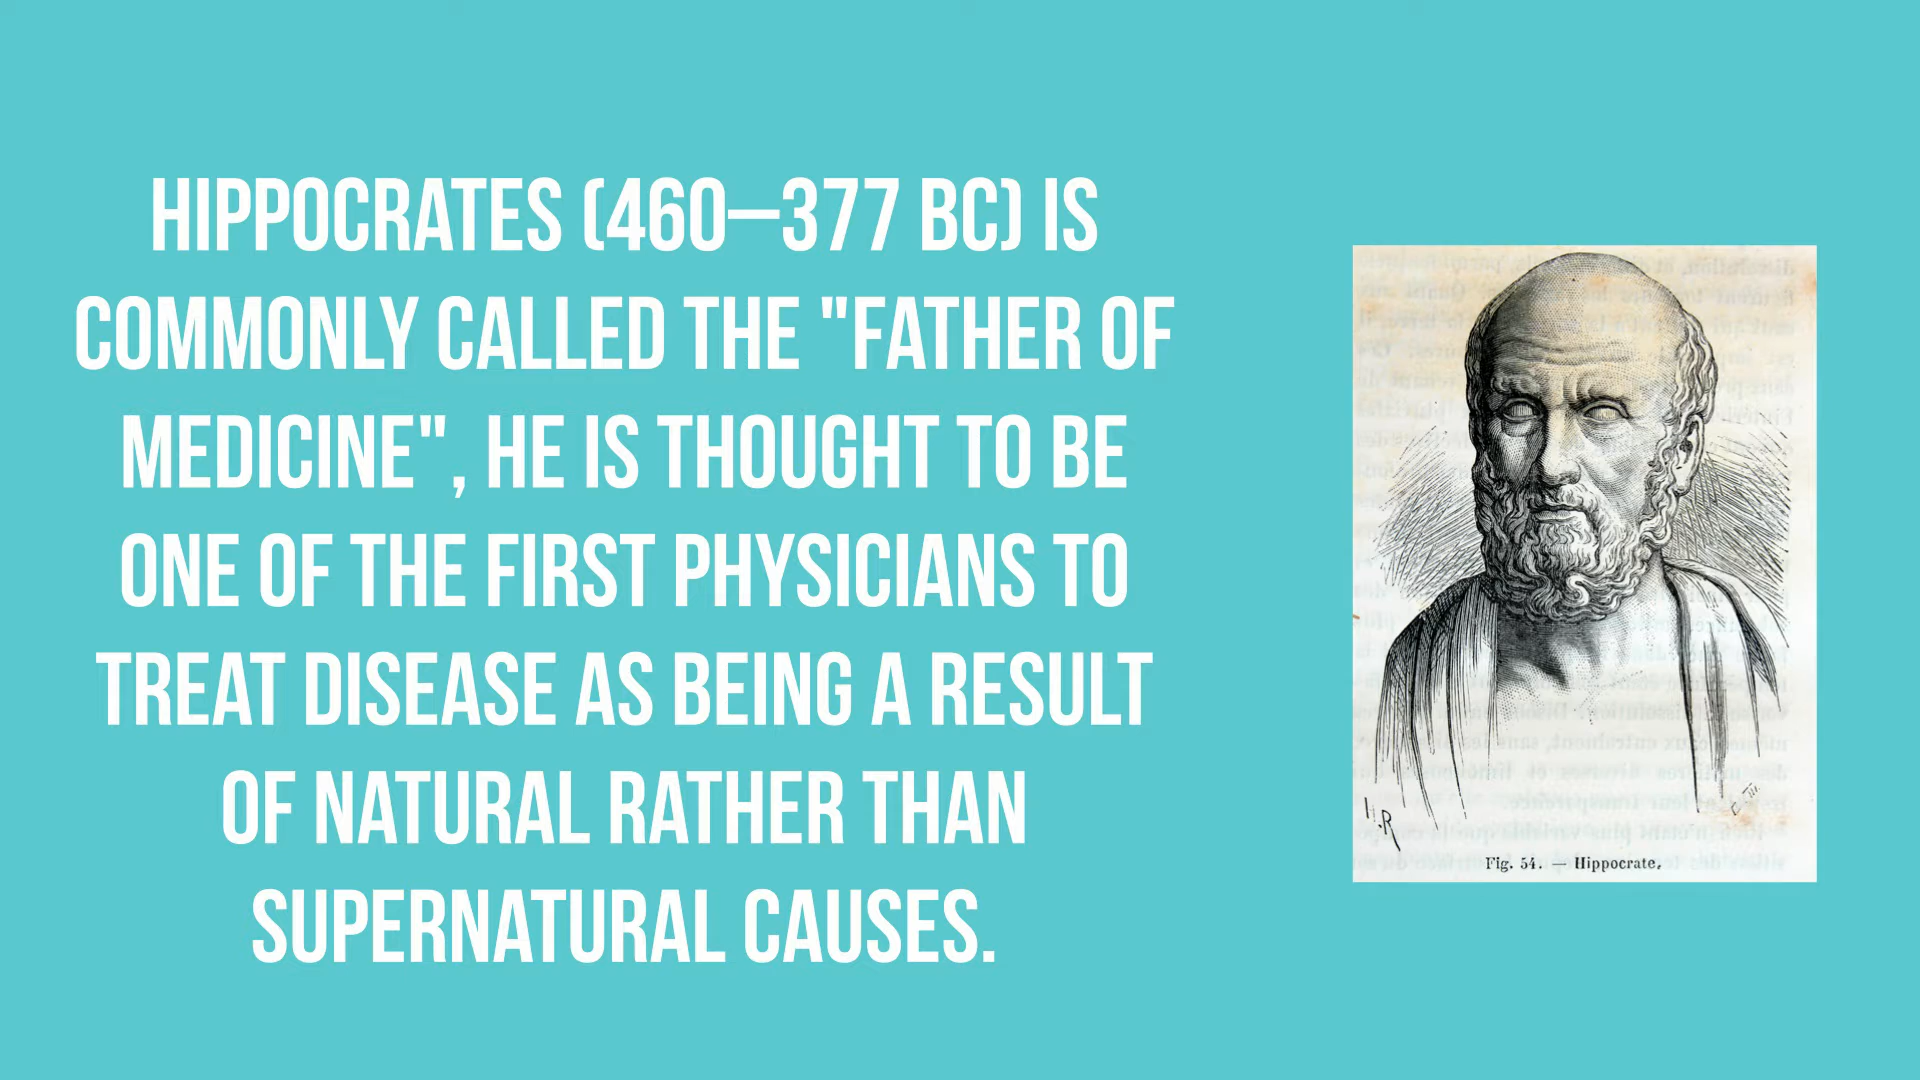 HIPPOCRATES (460–377 BC) IS
COMMONLY CALLED THE "FATHER OF
MEDICINE", HE IS THOUGHT TO BE
ONE OF THE FIRST PHYSICIANS TO
TREAT DISEASE AS BEING A RESULT
OF NATURAL RATHER THAN
SUPERNATURAL CAUSES.
H.R
Fig. 54. — Hippocrate.